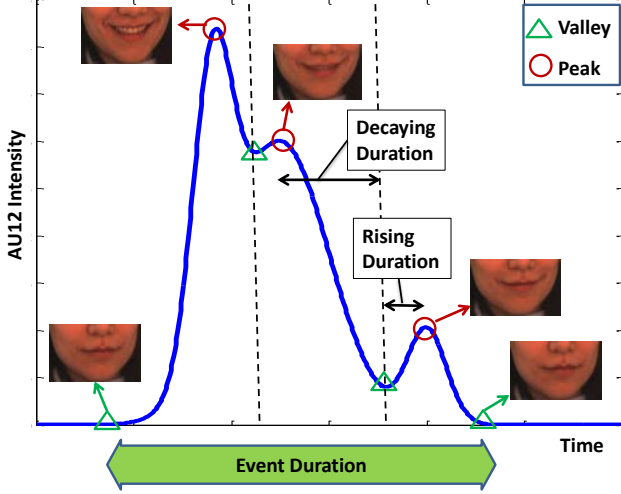 Valley
Peak
Decaying
Duration
Rising
Duration
AU12 Intensity
Time
Event Duration